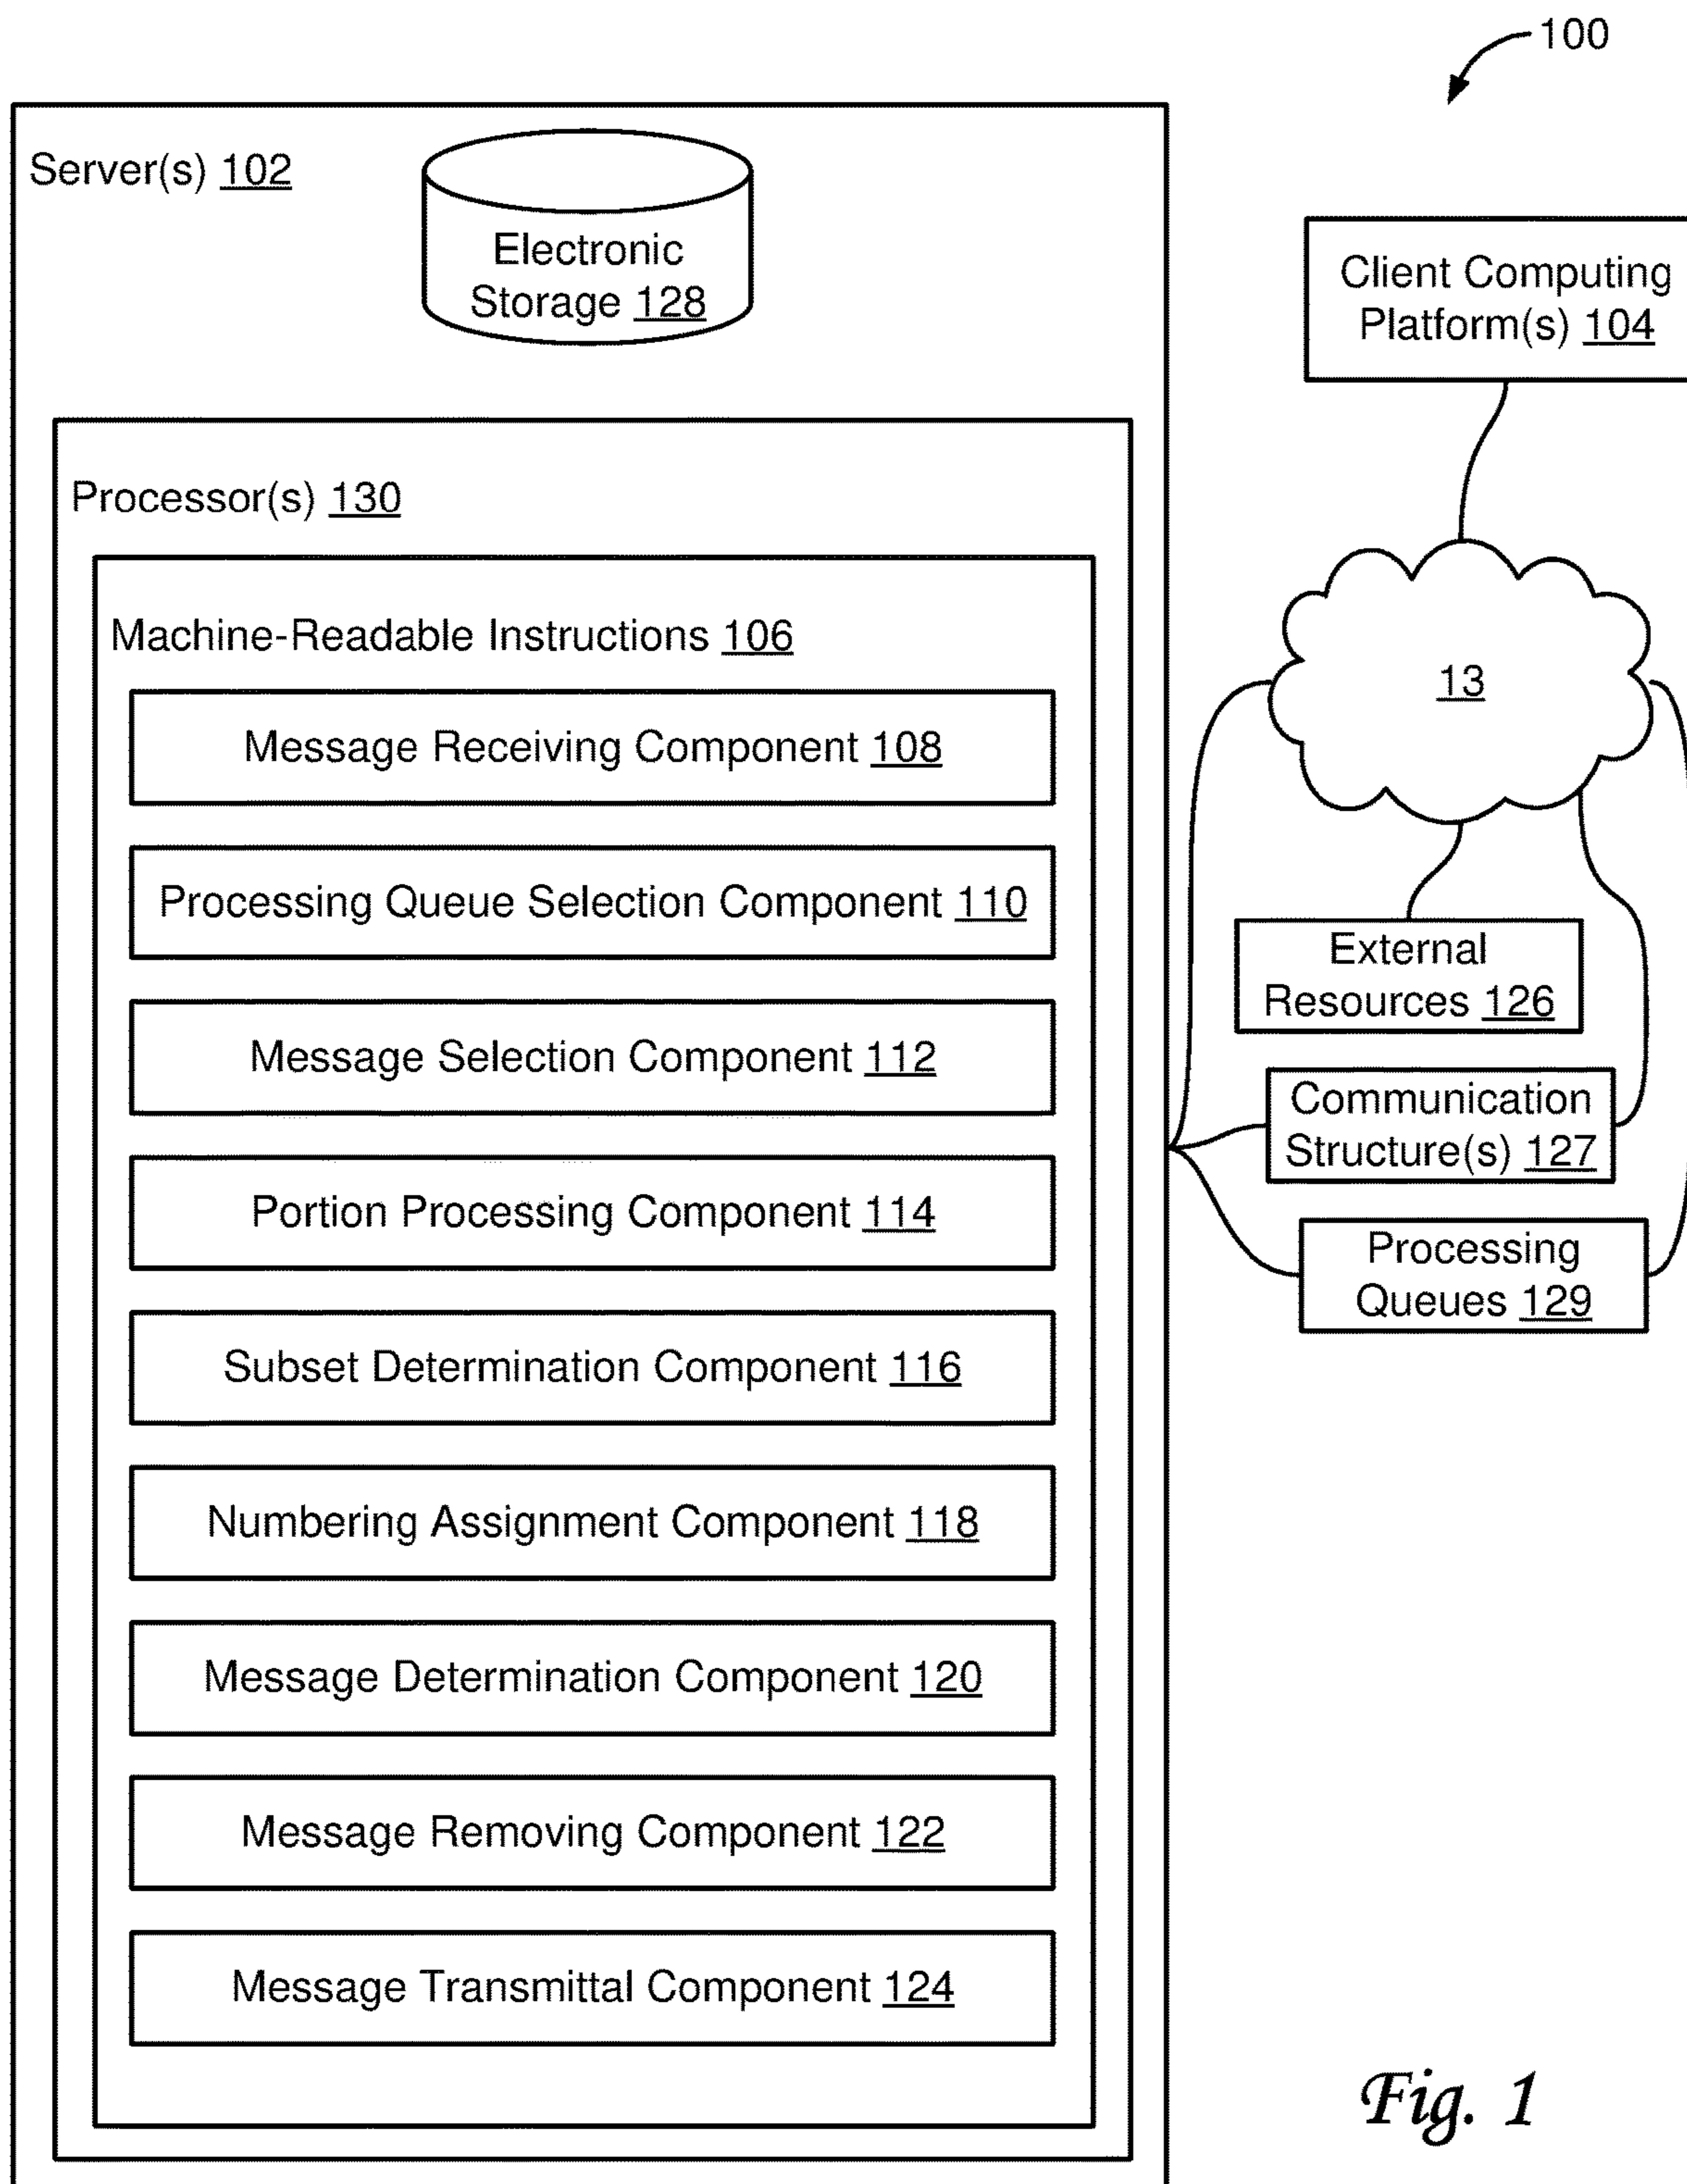 100
Server(s) 102
Electronic
Storage 128
Client Computing
Platform(s) 104
Processor(s) 130
Machine-Readable Instructions 106
13
Message Receiving Component 108
Processing Queue Selection Component 110
External
Resources 126
Message Selection Component 112
Communication
Structure(s) 127
Portion Processing Component 114
Processing
Queues 129
Subset Determination Component 116
Numbering Assignment Component 118
Message Determination Component 120
Message Removing Component 122
Message Transmittal Component 124
Fig. 1